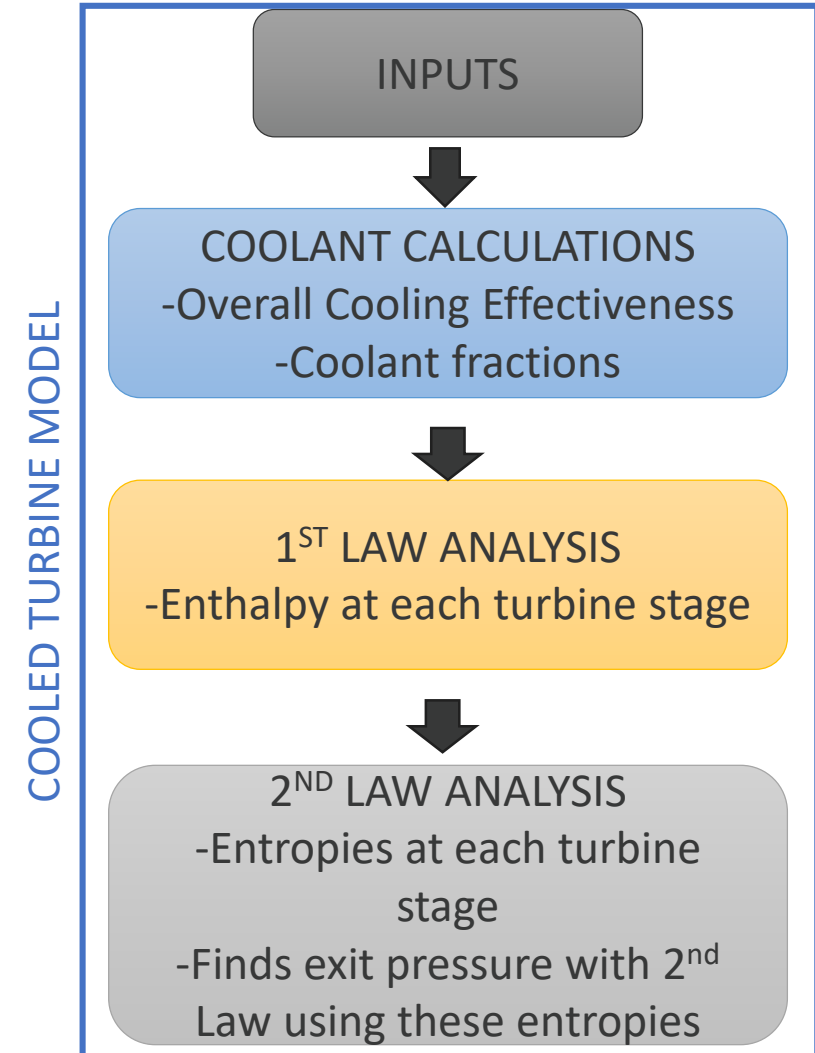 COOLED TURBINE MODEL
INPUTS
COOLANT CALCULATIONS
-Overall Cooling Effectiveness
-Coolant fractions
1ST LAW ANALYSIS
-Enthalpy at each turbine stage
2ND LAW ANALYSIS
-Entropies at each turbine
stage
-Finds exit pressure with 2nd
Law using these entropies